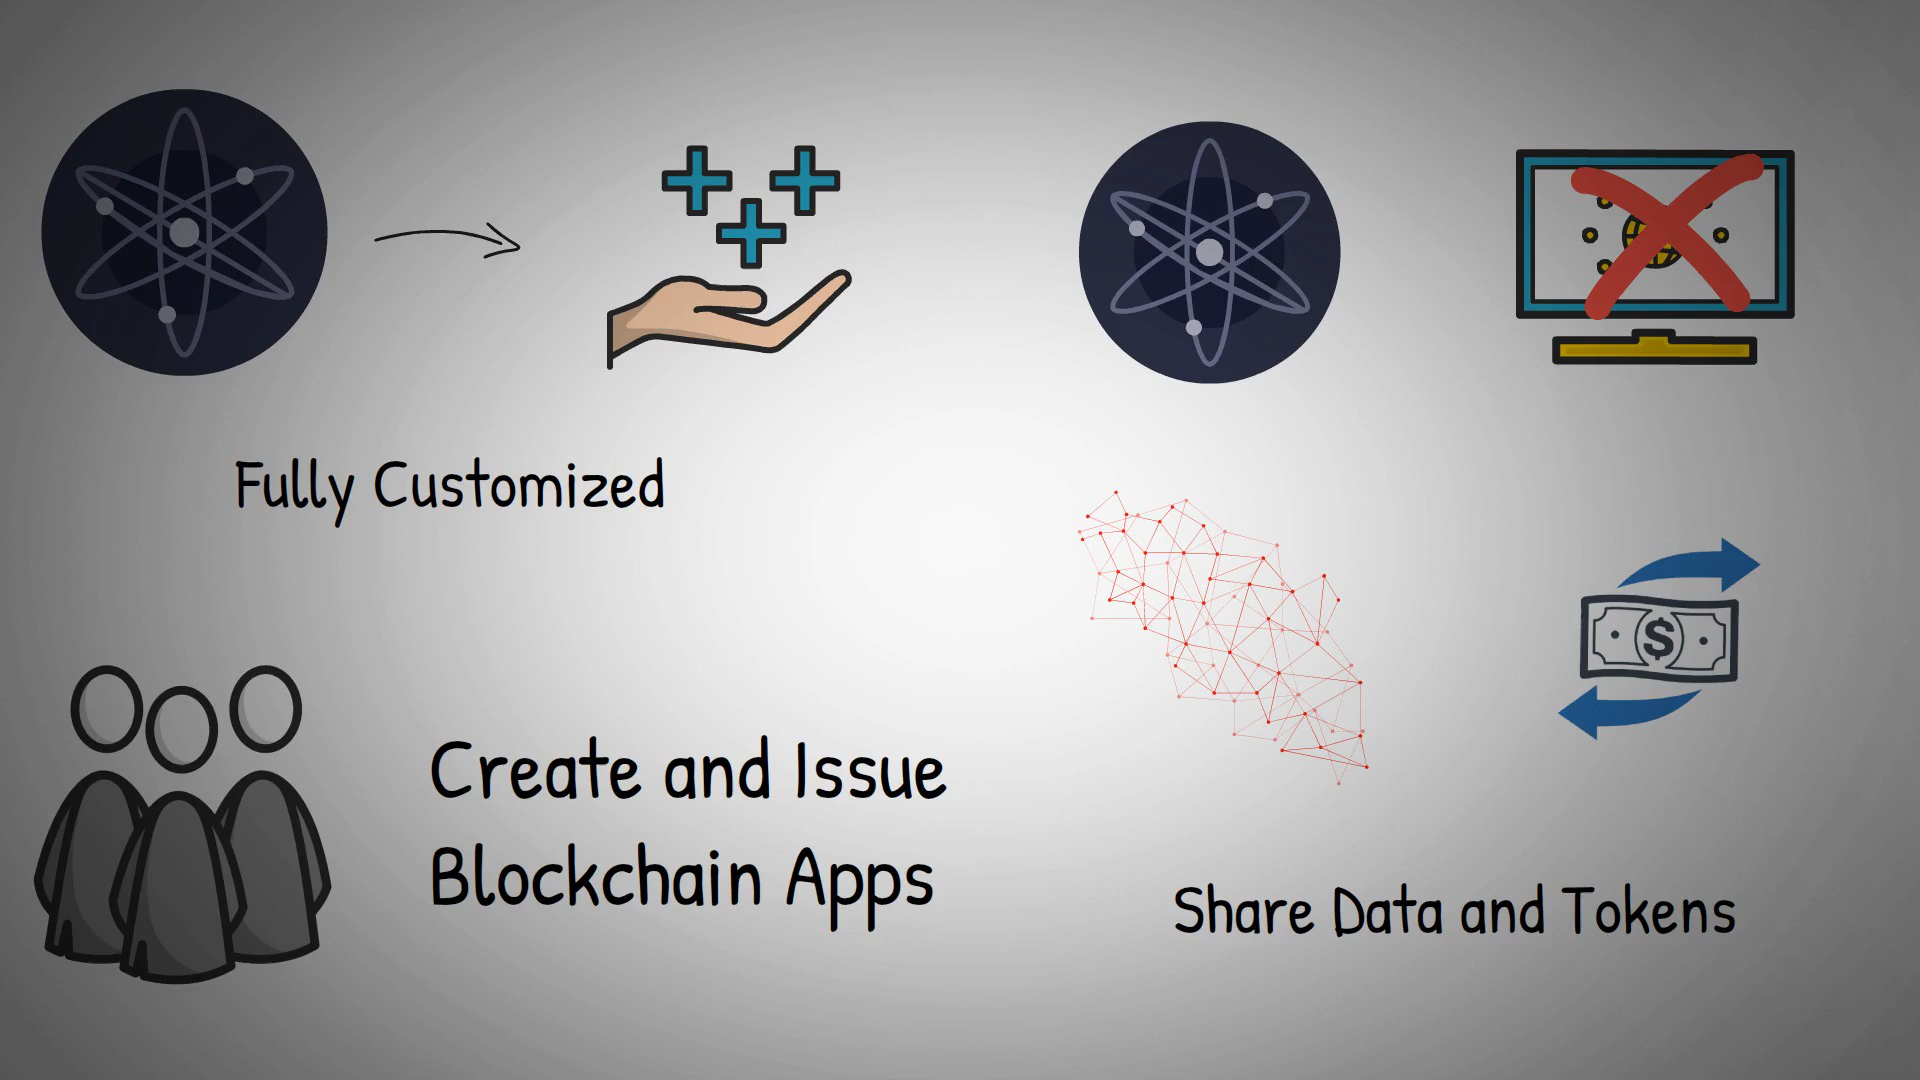 Fully Customized
Create and Issue
Blockchain Apps
Share Data and Tokens
$